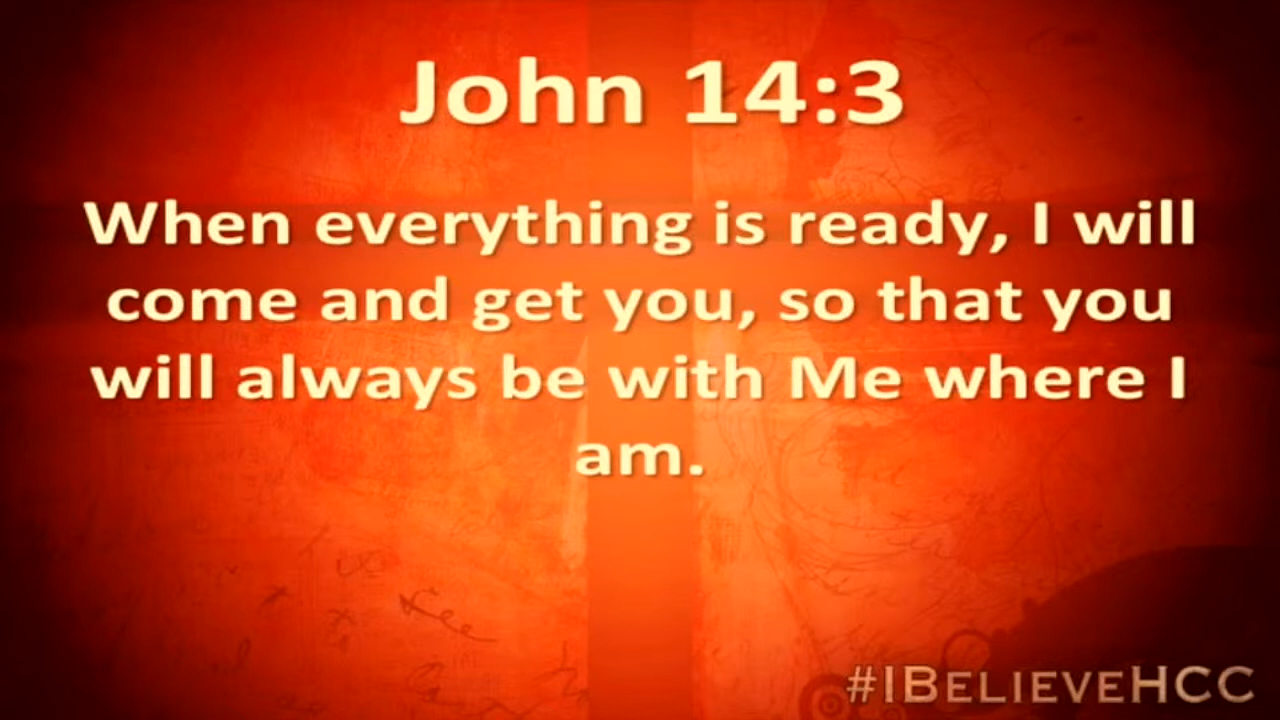 John 14:3
When everything is ready, I will
come and get you, so that you
will always be with Me where I
am.
#IBELIEVEHCC